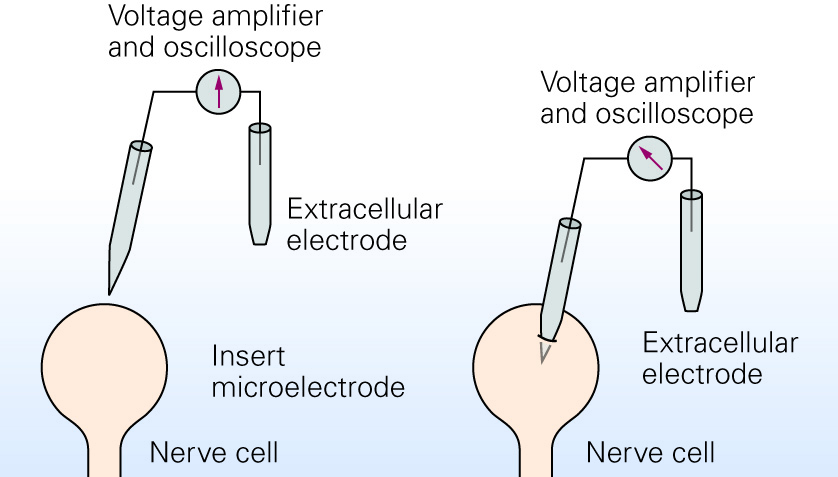 Voltage amplifier
and oscilloscope
Extracellular
electrode
Insert
microelectrode
Nerve cell
Voltage amplifier
and oscilloscope
Extracellular
electrode
Nerve cell